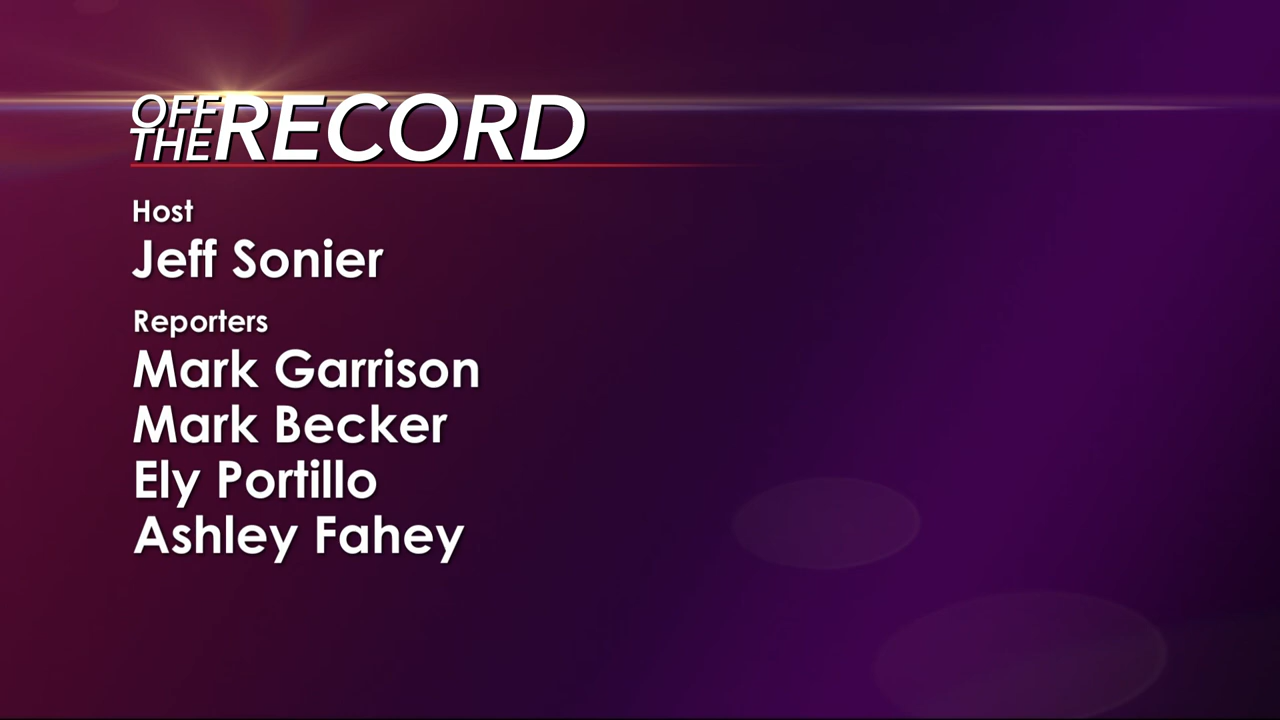 OFF THE RECORD
Host
Jeff Sonier
Reporters
Mark Garrison
Mark Becker
Ely Portillo
Ashley Fahey